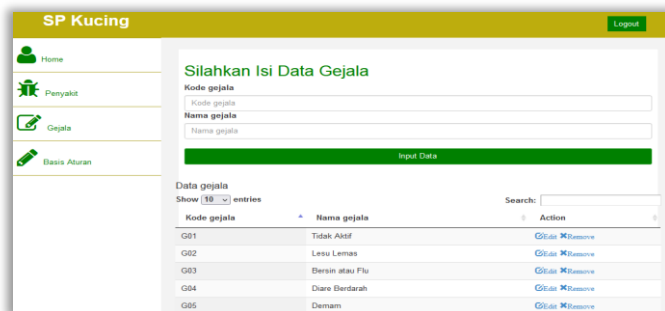 SP Kucing
Logout
Home
Penyakit
Gejala
Basis Aturan
Silahkan Isi Data Gejala
Kode gejala
Kode gejala
Nama gejala
Nama gejala
Input Data
Data gejala
Show 10 entries Search:
Kode gejala Nama gejala Action
G01 Tidak Aktif Edit Remove
G02 Lesu Lemas Edit Remove
G03 Bersin atau Flu Edit Remove
G04 Diare Berdarah Edit Remove
G05 Demam Edit Remove